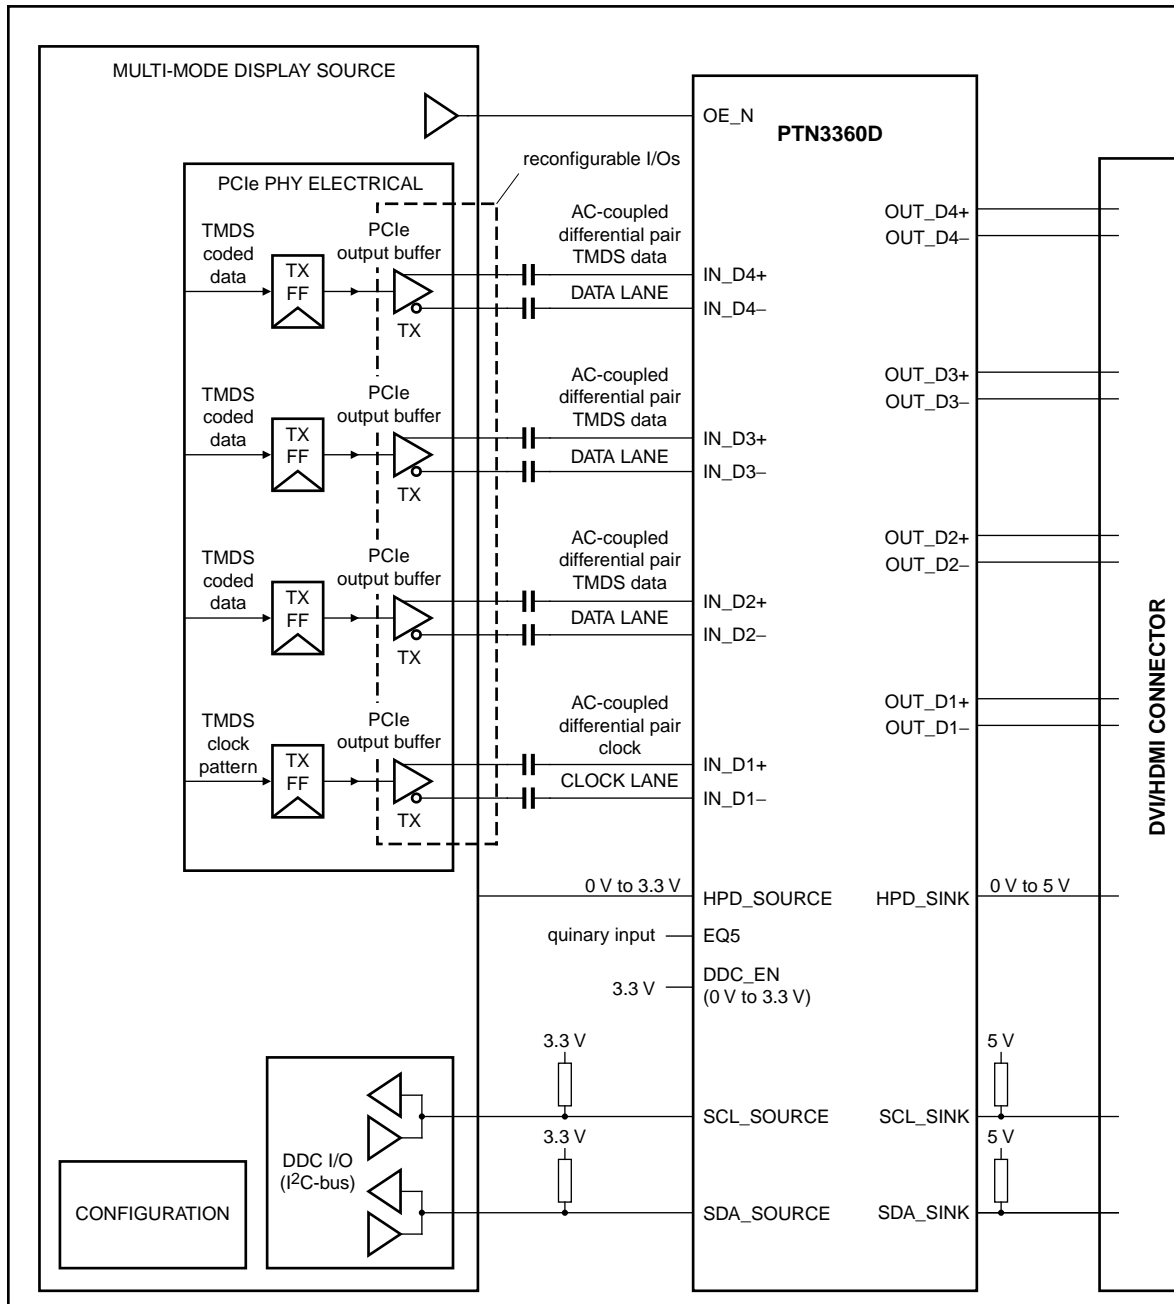 MULTI-MODE DISPLAY SOURCE
OE_N
PTN3360D
reconfigurable I/Os
PCIe PHY ELECTRICAL
TMDS
coded
data
TX
FF
PCIe
output buffer
TX
AC-coupled
differential pair
TMDS data
DATA LANE
IN_D4+
IN_D4−
OUT_D4+
OUT_D4−
TMDS
coded
data
TX
FF
PCIe
output buffer
TX
AC-coupled
differential pair
TMDS data
DATA LANE
IN_D3+
IN_D3−
OUT_D3+
OUT_D3−
TMDS
coded
data
TX
FF
PCIe
output buffer
TX
AC-coupled
differential pair
TMDS data
DATA LANE
IN_D2+
IN_D2−
OUT_D2+
OUT_D2−
TMDS
clock
pattern
TX
FF
PCIe
output buffer
TX
AC-coupled
differential pair
clock
CLOCK LANE
IN_D1+
IN_D1−
OUT_D1+
OUT_D1−
DVI/HDMI CONNECTOR
0 V to 3.3 V
HPD_SOURCE
HPD_SINK
0 V to 5 V
quinary input
EQ5
3.3 V
DDC_EN
(0 V to 3.3 V)
3.3 V
5 V
SCL_SOURCE
SCL_SINK
3.3 V
5 V
DDC I/O
(I²C-bus)
SDA_SOURCE
SDA_SINK
CONFIGURATION